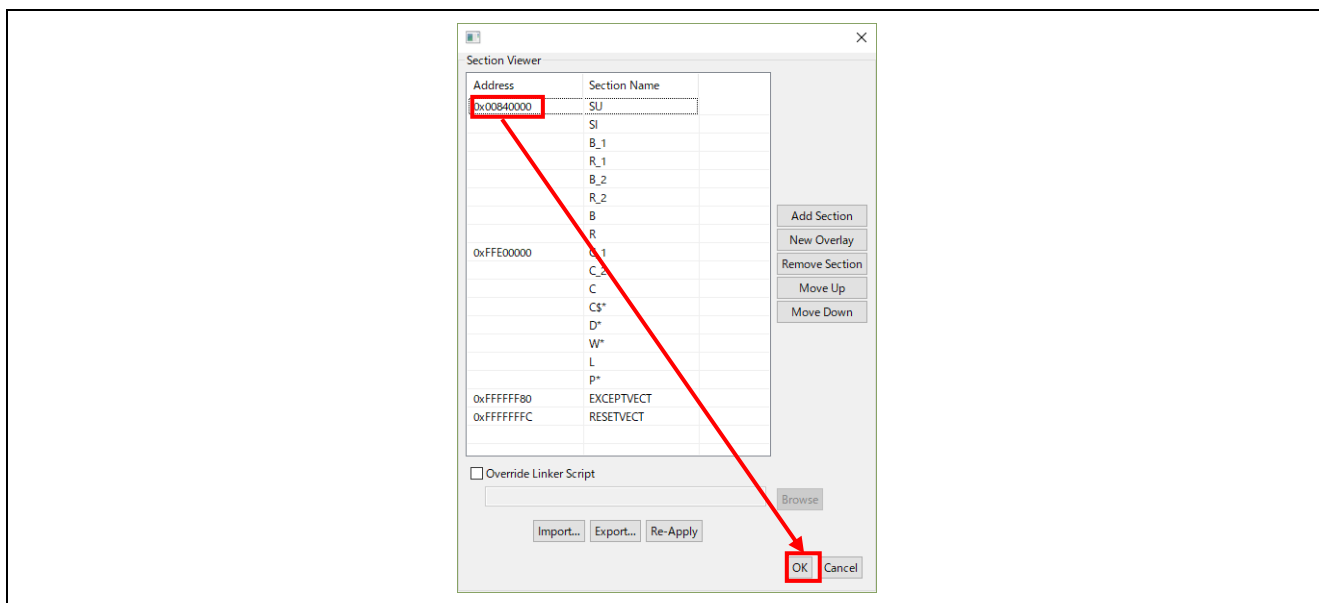 Section Viewer
Address Section Name
0x00840000 SU
SI
B_1
R_1
B_2
R_2
B
R
0xFFE00000 C_1
C_2
C
C$*
D*
W*
L
P*
0xFFFFFF80 EXCEPTVECT
0xFFFFFFFC RESETVECT
Add Section
New Overlay
Remove Section
Move Up
Move Down
Override Linker Script
Browse
Import... Export... Re-Apply
OK Cancel